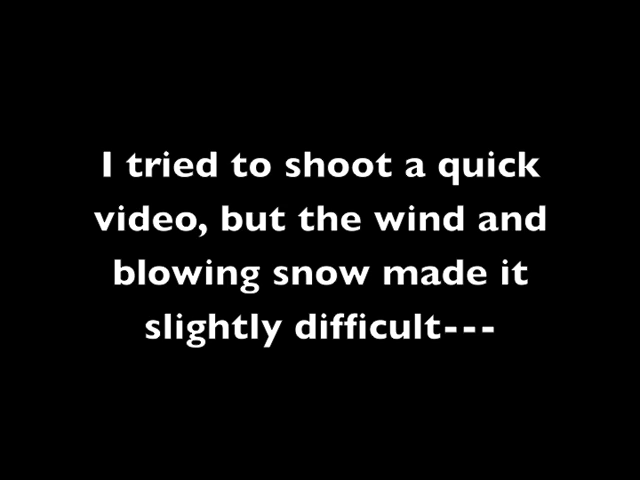 I tried to shoot a quick
video, but the wind and
blowing snow made it
slightly difficult---